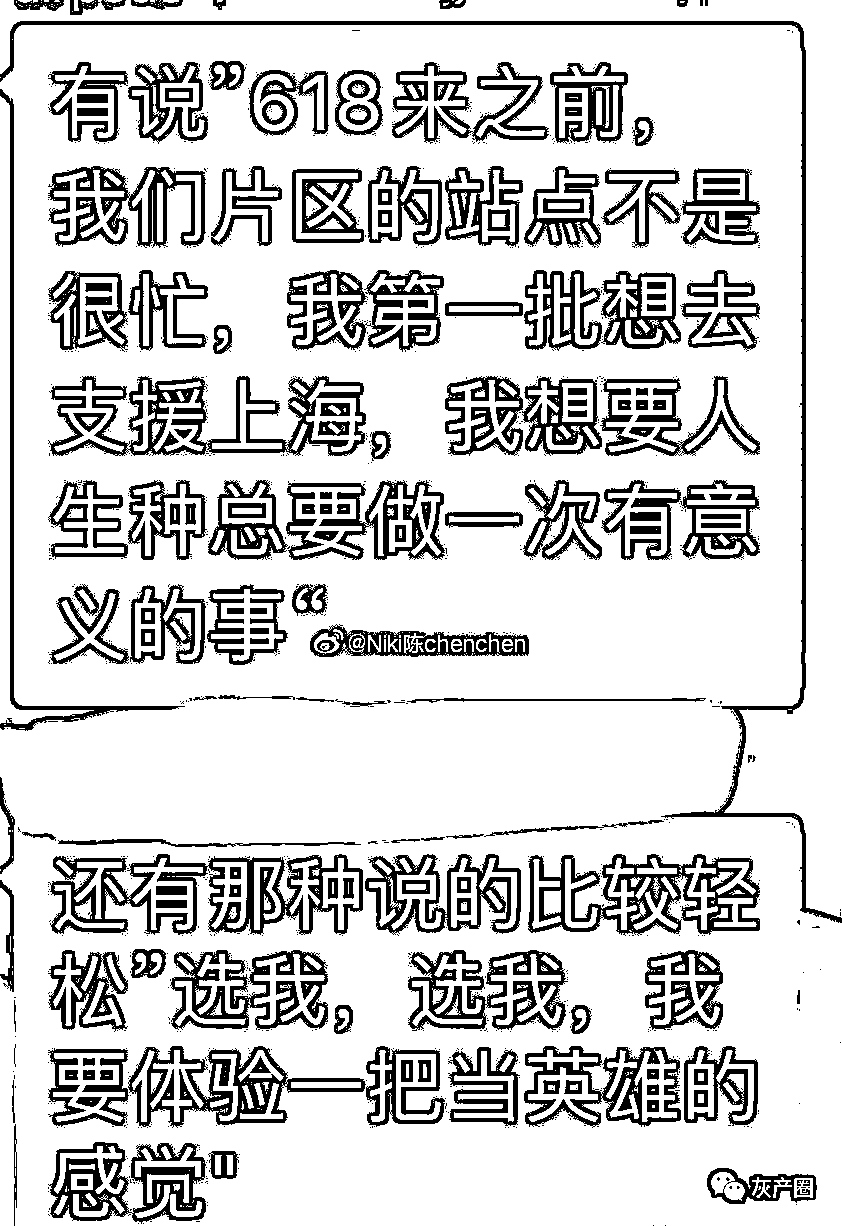 有说”618来之前，
我们片区的站点不是
很忙，我第一批想去
支援上海，我想要人
生种总要做一次有意
义的事“
@Niki陈chenchen
还有那种说的比较轻
松”选我，选我，我
要体验一把当英雄的
感觉"
灰产圈